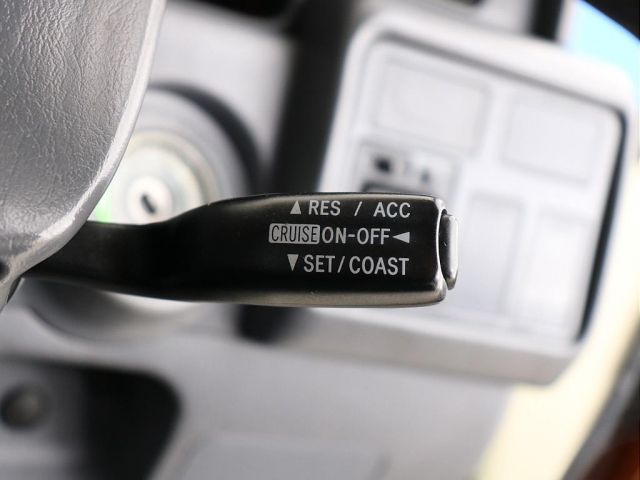 ▲ RES / ACC
CRUISE ON-OFF ◄
▼ SET/COAST